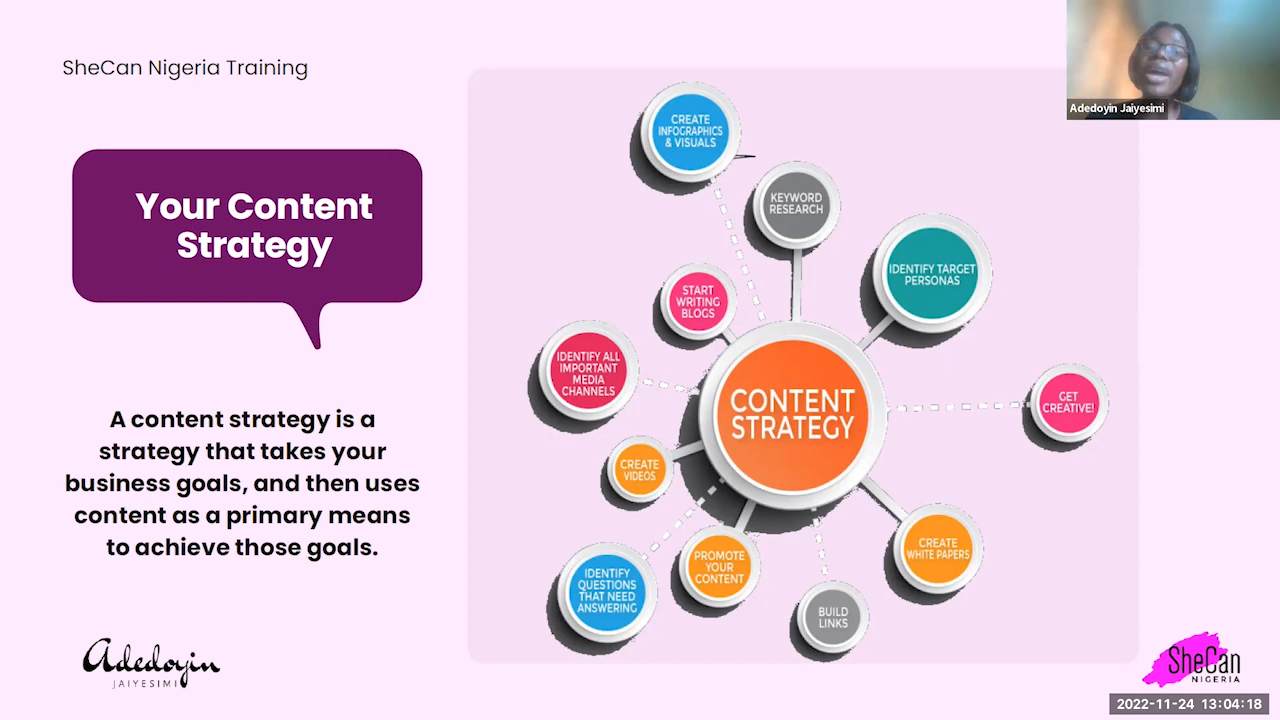 SheCan Nigeria Training
Adedoyin Jaiyesimi
Your Content
Strategy
A content strategy is a
strategy that takes your
business goals, and then uses
content as a primary means
to achieve those goals.
CREATE
INFOGRAPHICS
& VISUALS
KEYWORD
RESEARCH
IDENTIFY TARGET
PERSONAS
START
WRITING
BLOGS
IDENTIFY ALL
IMPORTANT
MEDIA
CHANNELS
CONTENT
STRATEGY
GET
CREATIVE!
CREATE
VIDEOS
CREATE
WHITE PAPERS
PROMOTE
YOUR
CONTENT
IDENTIFY
QUESTIONS
THAT NEED
ANSWERING
BUILD
LINKS
Adedoyin
JAIYESIMI
SheCan
NIGERIA
2022-11-24 13:04:18